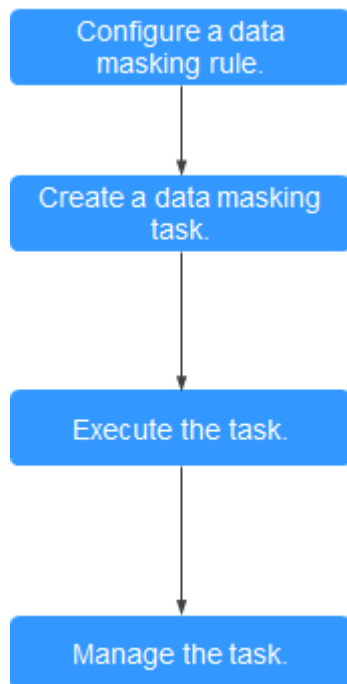 Configure a data
masking rule.
Create a data masking
task.
Execute the task.
Manage the task.